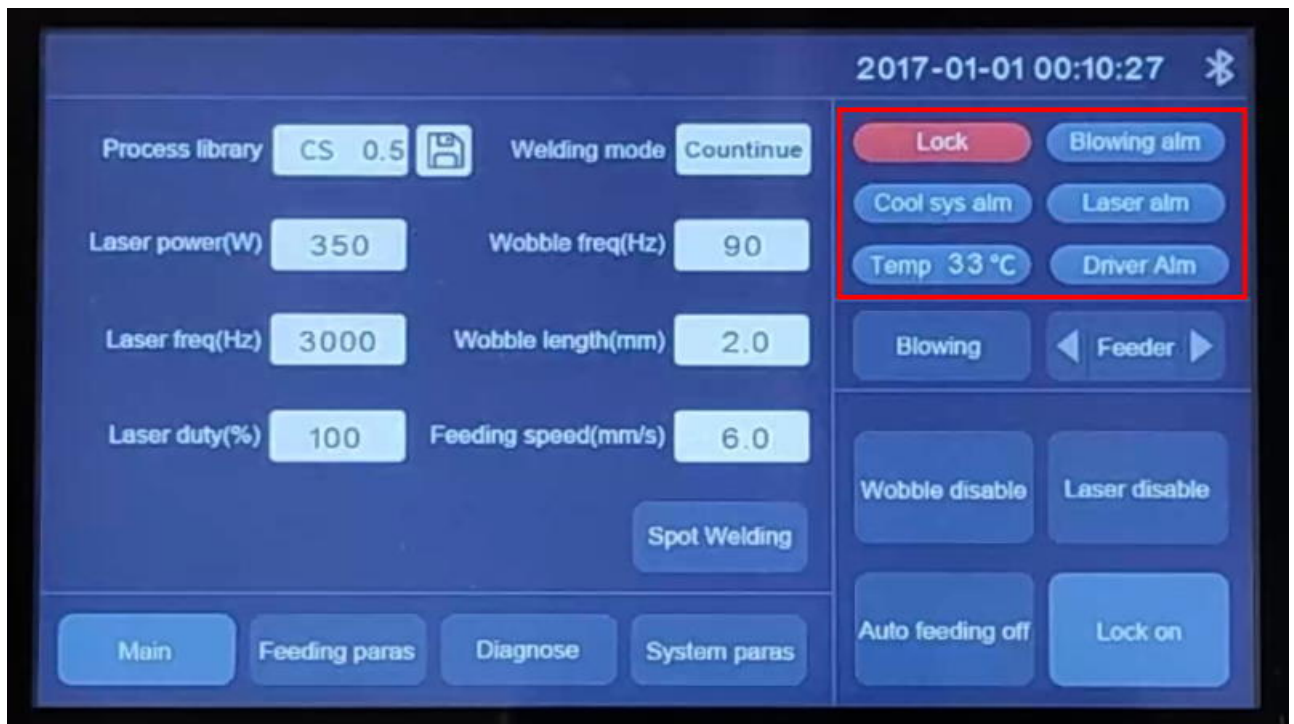 2017-01-01 00:10:27
Process library CS 0.5 Welding mode Countinue
Laser power(W) 350 Wobble freq(Hz) 90
Laser freq(Hz) 3000 Wobble length(mm) 2.0
Laser duty(%) 100 Feeding speed(mm/s) 6.0
Spot Welding
Main Feeding paras Diagnose System paras
Lock Blowing alm
Cool sys alm Laser alm
Temp 33°C Driver Alm
Blowing Feeder
Wobble disable Laser disable
Auto feeding off Lock on